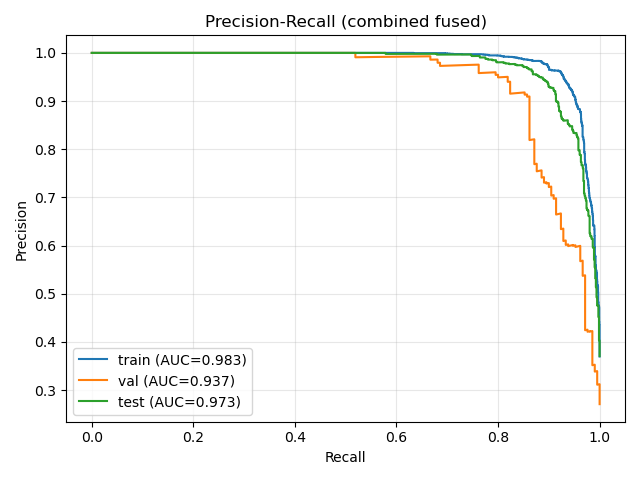 Precision-Recall (combined fused)
1.0
0.9
0.8
0.7
0.6
0.5
0.4
0.3
Precision
train (AUC=0.983)
val (AUC=0.937)
test (AUC=0.973)
0.0 0.2 0.4 0.6 0.8 1.0
Recall